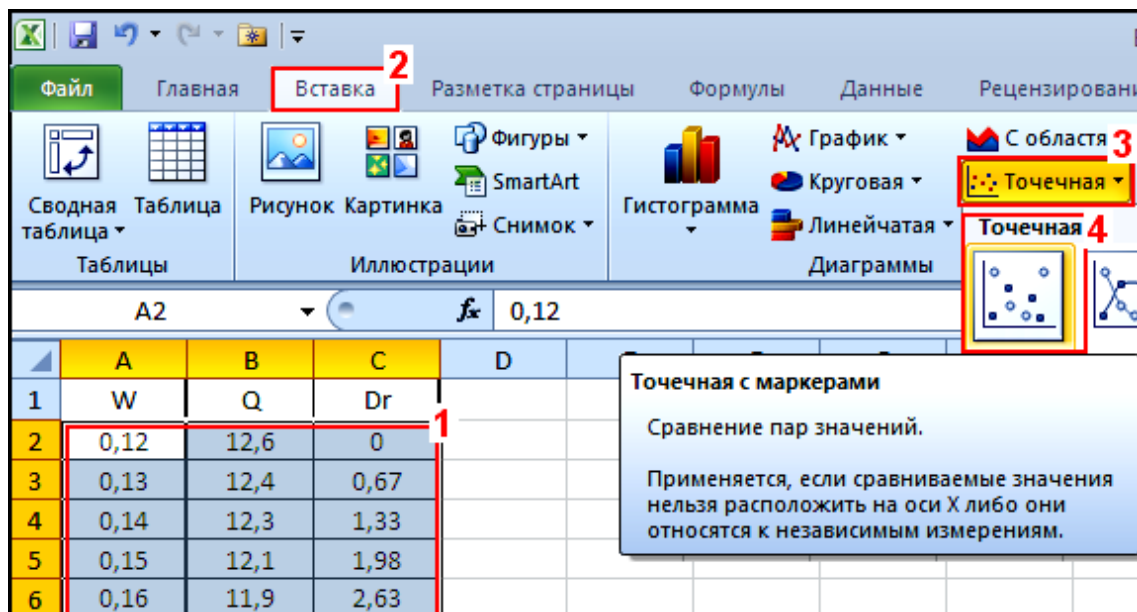 2
Файл Главная Вставка Разметка страницы Формулы Данные
Фигуры График С областя 3
SmartArt Круговая Точечная
Сводная таблица Таблица Рисунок Картинка Снимок Гистограмма Линейчатая Точечная 4
Таблицы Иллюстрации Диаграммы
A2 fx 0,12
A B C D
1 W Q Dr
1
2 0,12 12,6 0
3 0,13 12,4 0,67
4 0,14 12,3 1,33
5 0,15 12,1 1,98
6 0,16 11,9 2,63
Точечная с маркерами
Сравнение пар значений.
Применяется, если сравниваемые значения
нельзя расположить на оси X либо они
относятся к независимым измерениям.